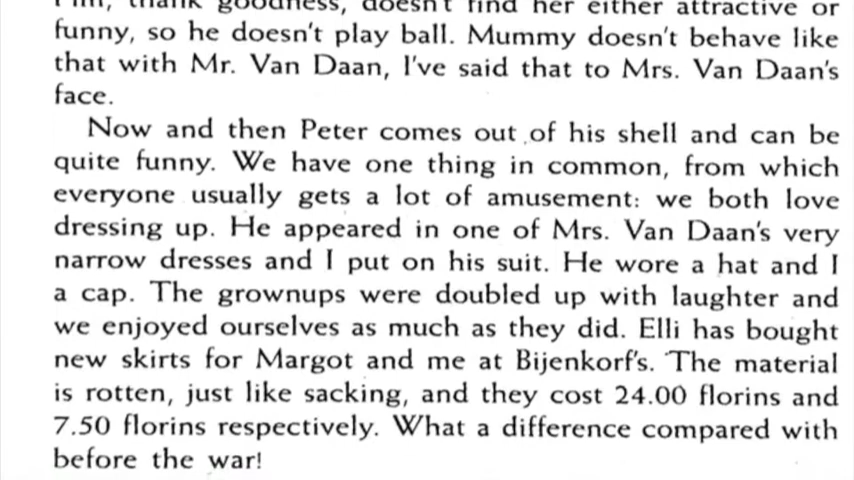 Pim, thank goodness, doesn't find her either attractive or
funny, so he doesn't play ball. Mummy doesn't behave like
that with Mr. Van Daan, I've said that to Mrs. Van Daan's
face.
Now and then Peter comes out of his shell and can be
quite funny. We have one thing in common, from which
everyone usually gets a lot of amusement: we both love
dressing up. He appeared in one of Mrs. Van Daan's very
narrow dresses and I put on his suit. He wore a hat and I
a cap. The grownups were doubled up with laughter and
we enjoyed ourselves as much as they did. Elli has bought
new skirts for Margot and me at Bijenkorf's. The material
is rotten, just like sacking, and they cost 24.00 florins and
7.50 florins respectively. What a difference compared with
before the war!